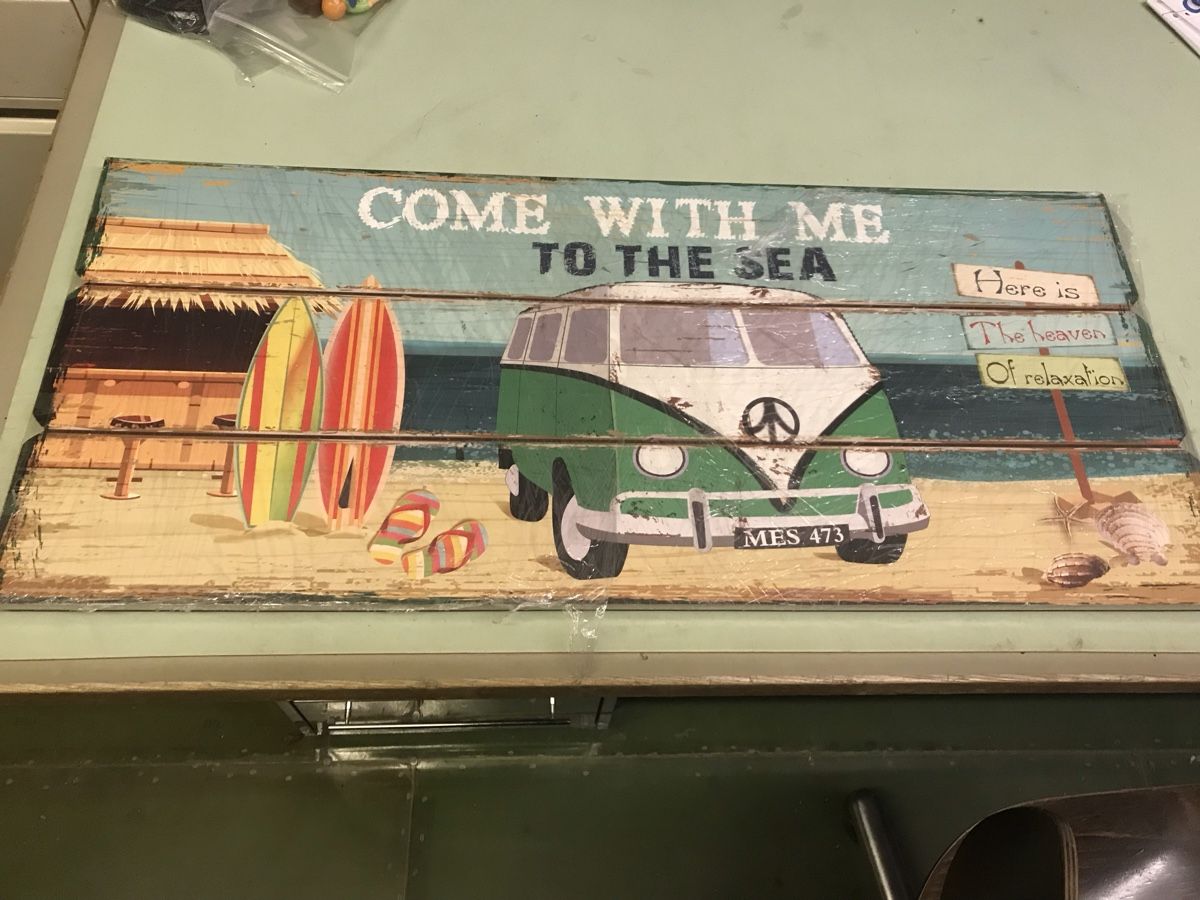 COME WITH ME
TO THE SEA
Here is
The heaven
Of relaxation
MES 473